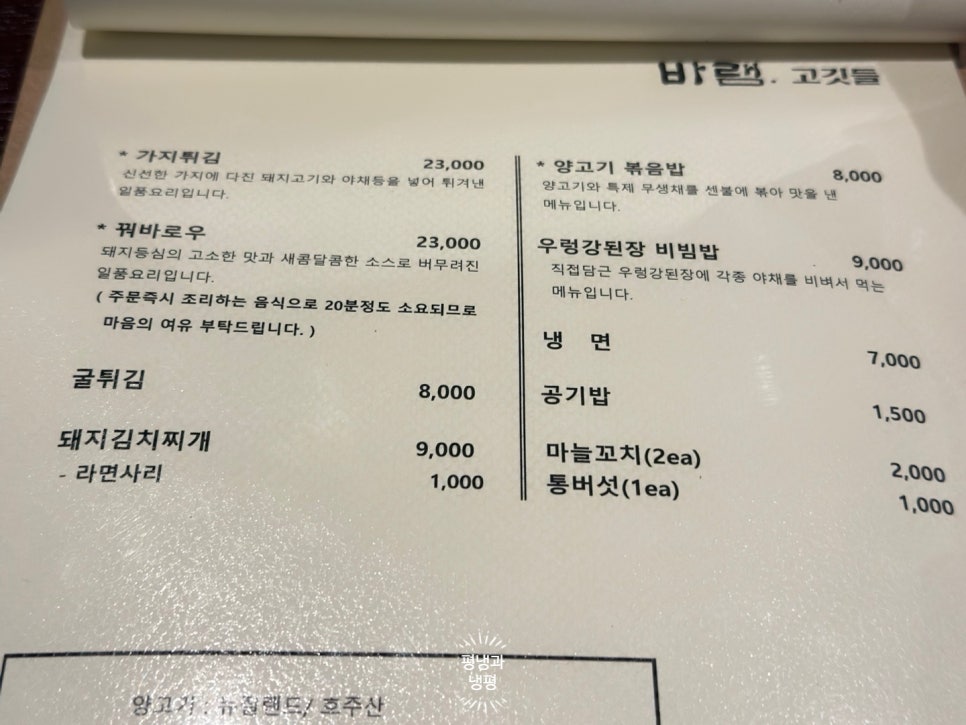 바램. 고깃들
* 가지튀김 23,000
신선한 가지에 다진 돼지고기와 야채등을 넣어 튀겨낸
일품요리입니다.
* 꿔바로우 23,000
돼지등심의 고소한 맛과 새콤달콤한 소스로 버무려진
일품요리입니다.
( 주문즉시 조리하는 음식으로 20분정도 소요되므로
마음의 여유 부탁드립니다. )
굴튀김 8,000
돼지김치찌개 9,000
- 라면사리 1,000
* 양고기 볶음밥 8,000
양고기와 특제 무생채를 센불에 볶아 맛을 낸
메뉴입니다.
우렁강된장 비빔밥 9,000
직접담근 우렁강된장에 각종 야채를 비벼서 먹는
메뉴입니다.
냉 면 7,000
공기밥 1,500
마늘꼬치(2ea) 2,000
통버섯(1ea) 1,000
양고기 : 뉴질랜드/ 호주산
평냉과
냉평